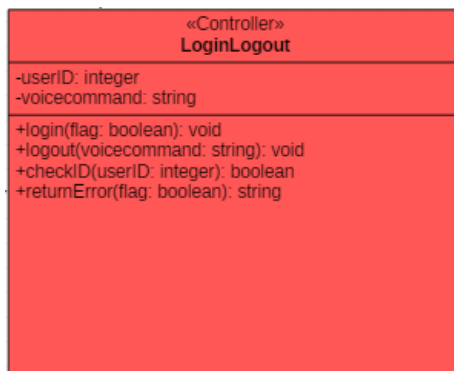 «Controller»
LoginLogout
-userID: integer
-voicecommand: string
+login(flag: boolean): void
+logout(voicecommand: string): void
+checkID(userID: integer): boolean
+returnError(flag: boolean): string